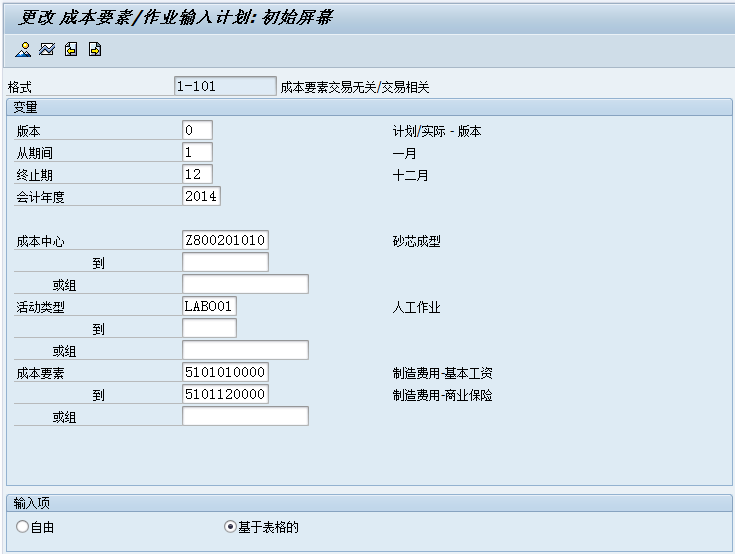 更改 成本要素/作业输入计划: 初始屏幕
格式 1-101 成本要素交易无关/交易相关
变量
版本 0 计划/实际 - 版本
从期间 1 一月
终止期 12 十二月
会计年度 2014
成本中心 Z800201010 砂芯成型
到
或组
活动类型 LABO01 人工作业
到
或组
成本要素 5101010000 制造费用-基本工资
到 5101120000 制造费用-商业保险
或组
输入项
自由 基于表格的